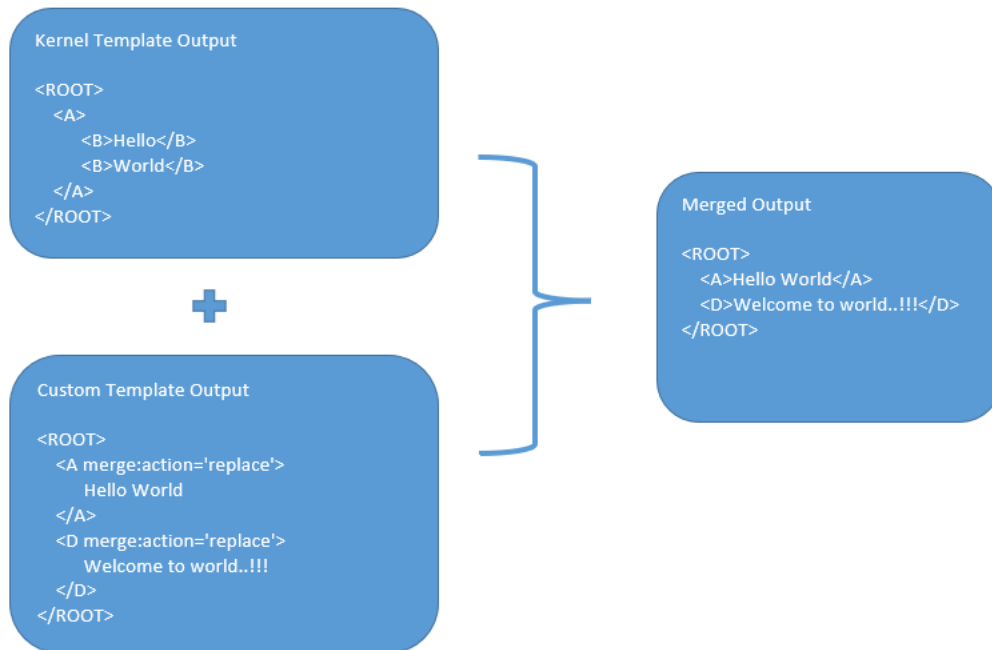 Kernel Template Output
<ROOT>
<A>
<B>Hello</B>
<B>World</B>
</A>
</ROOT>
Custom Template Output
<ROOT>
<A merge:action='replace'>
Hello World
</A>
<D merge:action='replace'>
Welcome to world..!!!
</D>
</ROOT>
Merged Output
<ROOT>
<A>Hello World</A>
<D>Welcome to world..!!!</D>
</ROOT>